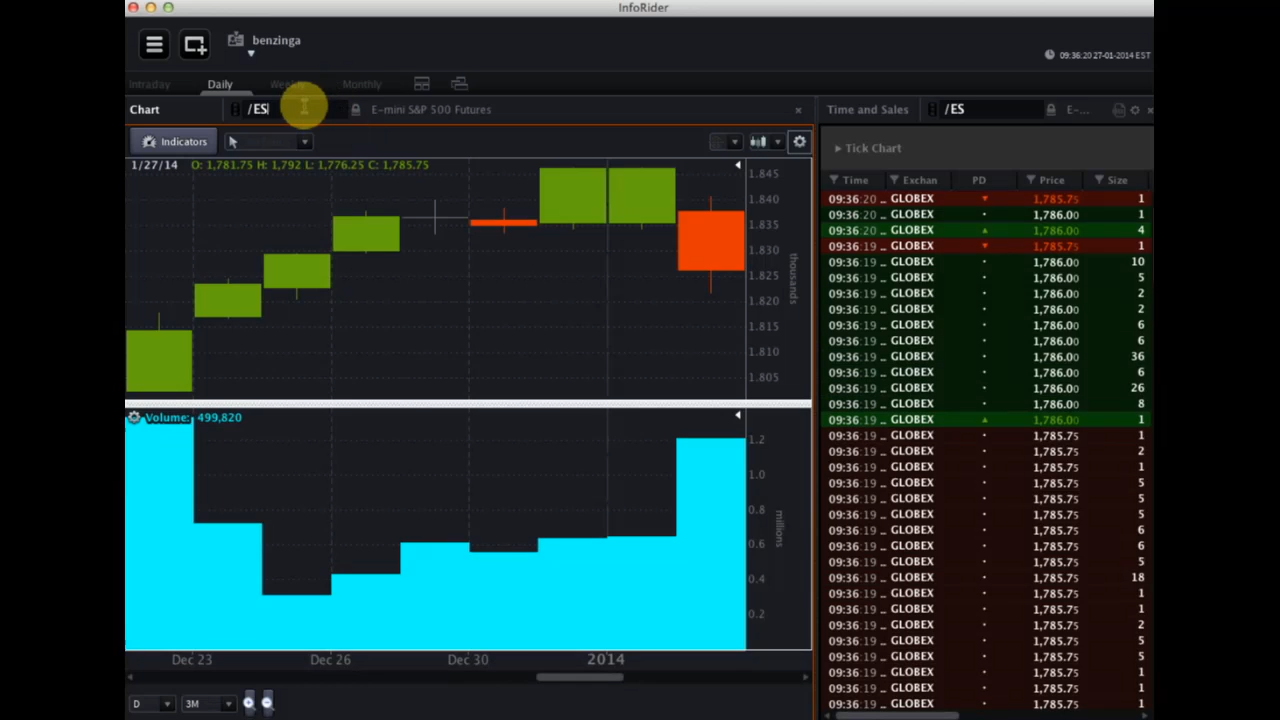 InfoRider
benzinga
09:36:20 27-01-2014 EST
Intraday Daily Weekly Monthly
Chart /ES E-mini S&P 500 Futures
Time and Sales /ES E-...
Indicators
Tick Chart
1/27/14 O: 1,781.75 H: 1,792 L: 1,776.25 C: 1,785.75
Time Exchan PD Price Size
1.845
1.840
1.835
1.830
1.825
1.820
1.815
1.810
1.805
thousands
Volume: 499,820
1.2
1.0
0.8
0.6
0.4
0.2
millions
Dec 23 Dec 26 Dec 30 2014
D 3M
09:36:20 ... GLOBEX 1,785.75 1
09:36:20 ... GLOBEX 1,786.00 1
09:36:20 ... GLOBEX 1,786.00 4
09:36:19 ... GLOBEX 1,785.75 1
09:36:19 ... GLOBEX 1,786.00 10
09:36:19 ... GLOBEX 1,786.00 5
09:36:19 ... GLOBEX 1,786.00 2
09:36:19 ... GLOBEX 1,786.00 2
09:36:19 ... GLOBEX 1,786.00 6
09:36:19 ... GLOBEX 1,786.00 6
09:36:19 ... GLOBEX 1,786.00 36
09:36:19 ... GLOBEX 1,786.00 6
09:36:19 ... GLOBEX 1,786.00 26
09:36:19 ... GLOBEX 1,786.00 8
09:36:19 ... GLOBEX 1,786.00 1
09:36:19 ... GLOBEX 1,785.75 1
09:36:19 ... GLOBEX 1,785.75 2
09:36:19 ... GLOBEX 1,785.75 1
09:36:19 ... GLOBEX 1,785.75 5
09:36:19 ... GLOBEX 1,785.75 5
09:36:19 ... GLOBEX 1,785.75 5
09:36:19 ... GLOBEX 1,785.75 6
09:36:19 ... GLOBEX 1,785.75 6
09:36:19 ... GLOBEX 1,785.75 5
09:36:19 ... GLOBEX 1,785.75 18
09:36:19 ... GLOBEX 1,785.75 1
09:36:19 ... GLOBEX 1,785.75 1
09:36:19 ... GLOBEX 1,785.75 2
09:36:19 ... GLOBEX 1,785.75 5
09:36:19 ... GLOBEX 1,785.75 5
09:36:19 ... GLOBEX 1,785.75 1
09:36:19 ... GLOBEX 1,785.75 1
09:36:19 ... GLOBEX 1,785.75 1